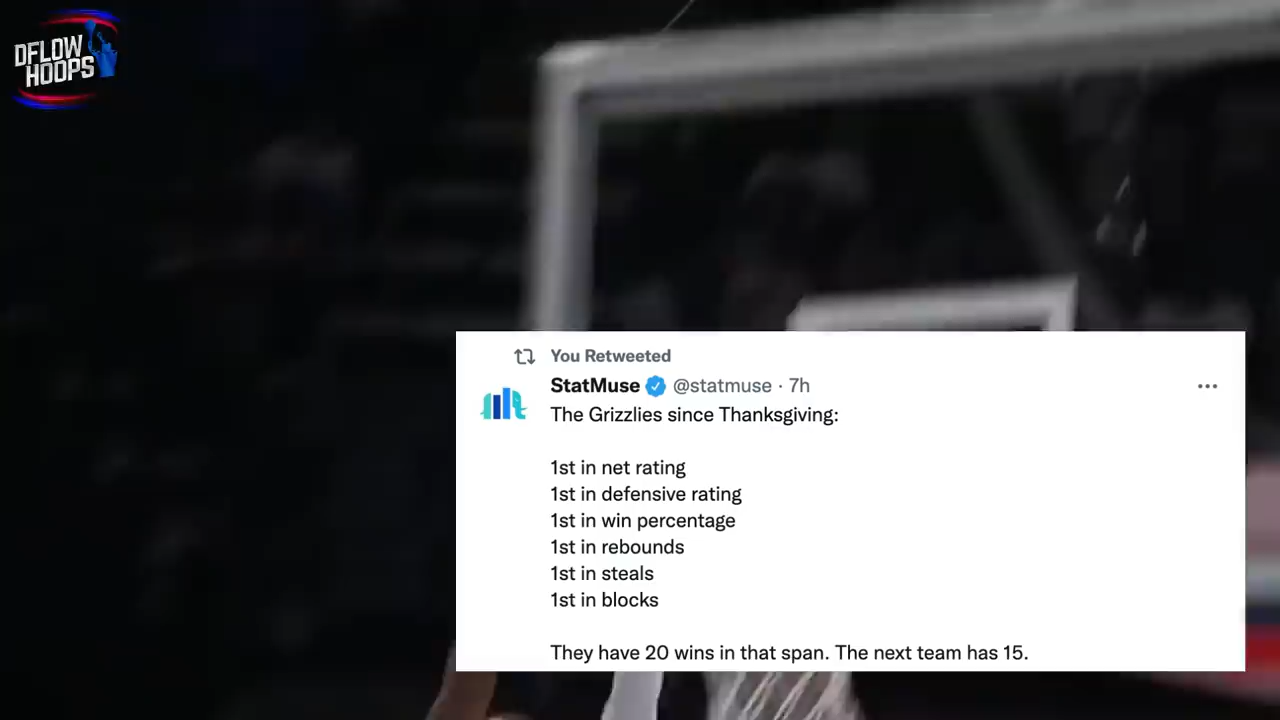 DFLOW
HOOPS
You Retweeted
StatMuse @statmuse · 7h
The Grizzlies since Thanksgiving:
1st in net rating
1st in defensive rating
1st in win percentage
1st in rebounds
1st in steals
1st in blocks
They have 20 wins in that span. The next team has 15.